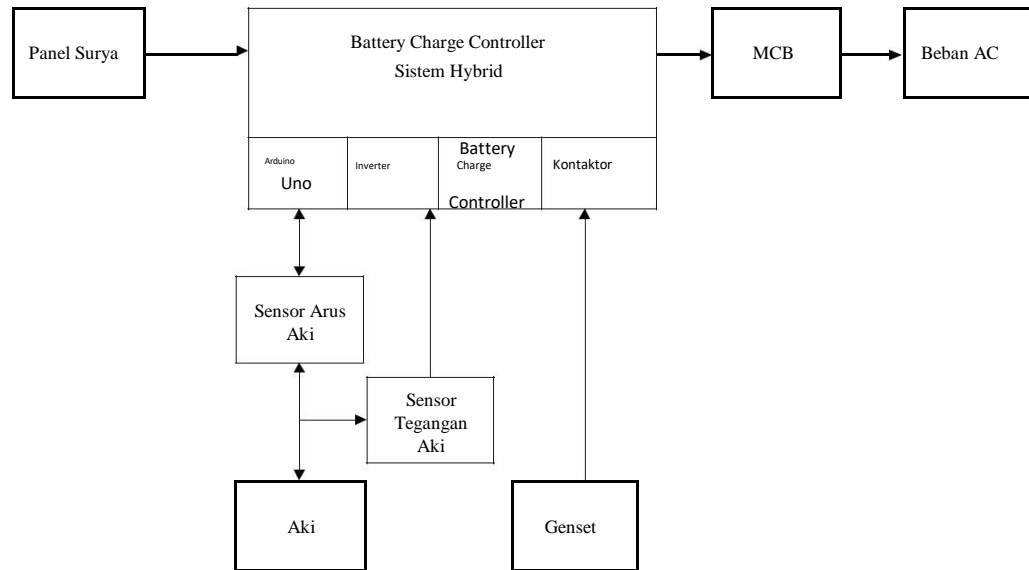 Panel Surya
Battery Charge Controller
Sistem Hybrid
MCB
Beban AC
Arduino
Uno
Inverter
Battery
Charge
Controller
Kontaktor
Sensor Arus
Aki
Sensor
Tegangan
Aki
Aki
Genset